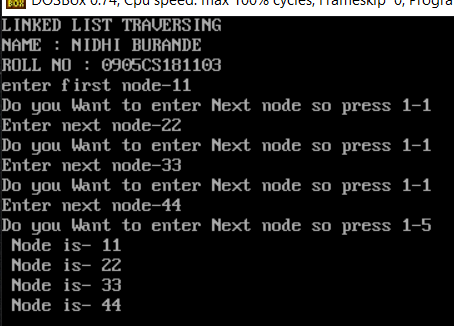 DOSBox 0.74, Cpu speed: max 100% cycles, Frameskip 0, Progra
LINKED LIST TRAVERSING
NAME : NIDHI BURANDE
ROLL NO : 0905CS181103
enter first node-11
Do you Want to enter Next node so press 1-1
Enter next node-22
Do you Want to enter Next node so press 1-1
Enter next node-33
Do you Want to enter Next node so press 1-1
Enter next node-44
Do you Want to enter Next node so press 1-5
Node is- 11
Node is- 22
Node is- 33
Node is- 44